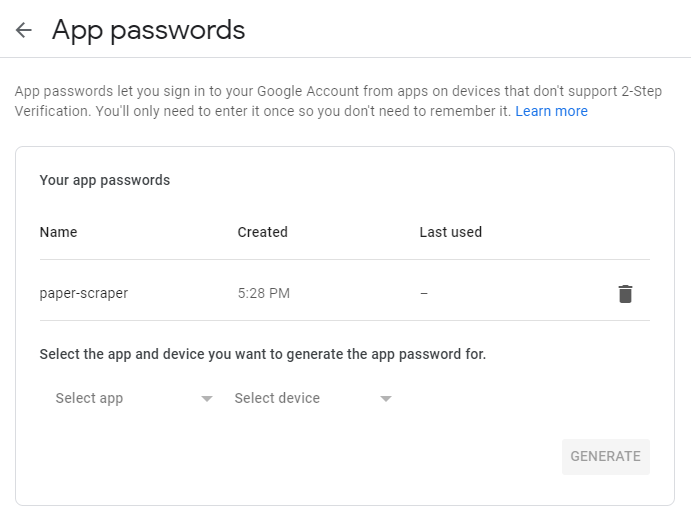 App passwords
App passwords let you sign in to your Google Account from apps on devices that don't support 2-Step
Verification. You'll only need to enter it once so you don't need to remember it. Learn more
Your app passwords
Name Created Last used
paper-scraper 5:28 PM –
Select the app and device you want to generate the app password for.
Select app Select device
GENERATE